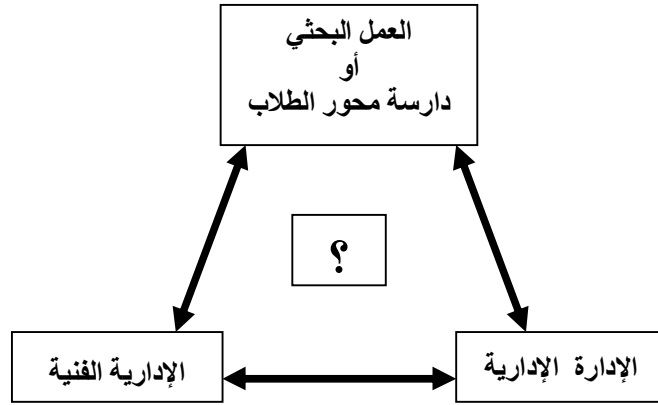 العمل البحثي
أو
دارسة محور الطلاب
؟
الإدارة الإدارية
الإدارية الفنية